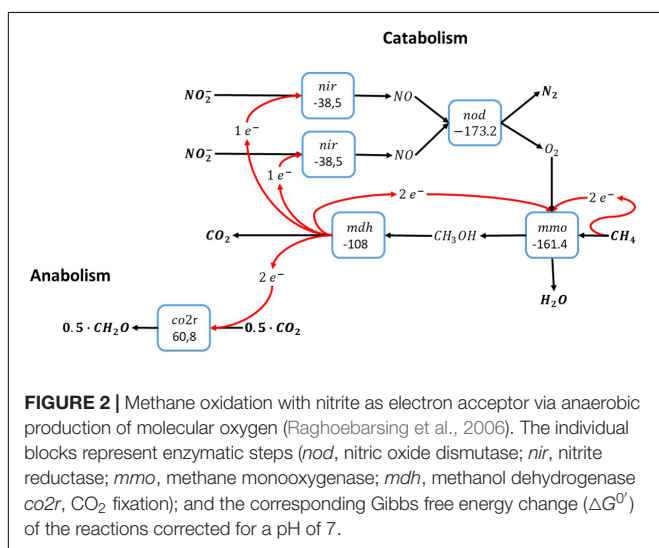 Catabolism
NO₂⁻
nir
-38,5
NO
nod
−173.2
N₂
1 e⁻
O₂
NO₂⁻
nir
-38,5
NO
1 e⁻
2 e⁻
2 e⁻
CO₂
mdh
-108
CH₃OH
mmo
-161.4
CH₄
2 e⁻
H₂O
Anabolism
0.5 · CH₂O
co2r
60,8
0.5 · CO₂
FIGURE 2 | Methane oxidation with nitrite as electron acceptor via anaerobic
production of molecular oxygen (Raghoebarsing et al., 2006). The individual
blocks represent enzymatic steps (nod, nitric oxide dismutase; nir, nitrite
reductase; mmo, methane monooxygenase; mdh, methanol dehydrogenase
co2r, CO₂ fixation); and the corresponding Gibbs free energy change (△G⁰′)
of the reactions corrected for a pH of 7.